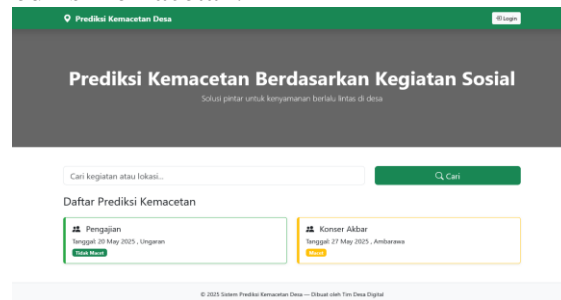 Prediksi Kemacetan Desa
Login
Prediksi Kemacetan Berdasarkan Kegiatan Sosial
Solusi pintar untuk kenyamanan berlalu lintas di desa
Cari kegiatan atau lokasi...
Cari
Daftar Prediksi Kemacetan
Pengajian
Tanggal: 20 May 2025 , Ungaran
Tidak Macet
Konser Akbar
Tanggal: 27 May 2025 , Ambarawa
Macet
© 2025 Sistem Prediksi Kemacetan Desa — Dibuat oleh Tim Desa Digital